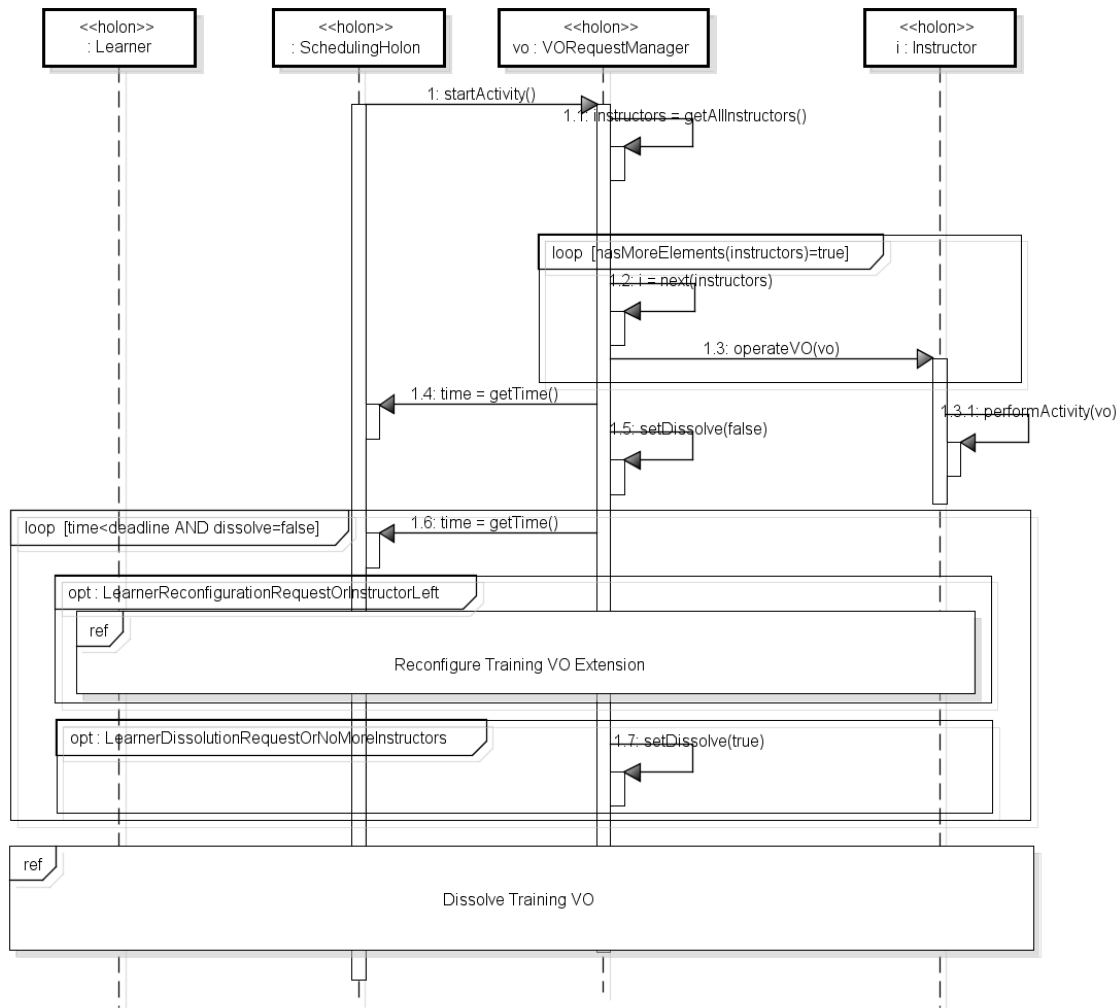 <<holon>>
: Learner
<<holon>>
: SchedulingHolon
<<holon>>
vo : VORequestManager
<<holon>>
i : Instructor
1: startActivity()
1.1: instructors = getAllInstructors()
loop [hasMoreElements(instructors)=true]
1.2: i = next(instructors)
1.3: operateVO(vo)
1.4: time = getTime()
1.3.1: performActivity(vo)
1.5: setDissolve(false)
loop [time<deadline AND dissolve=false]
1.6: time = getTime()
opt : LearnerReconfigurationRequestOrInstructorLeft
ref
Reconfigure Training VO Extension
opt : LearnerDissolutionRequestOrNoMoreInstructors
1.7: setDissolve(true)
ref
Dissolve Training VO